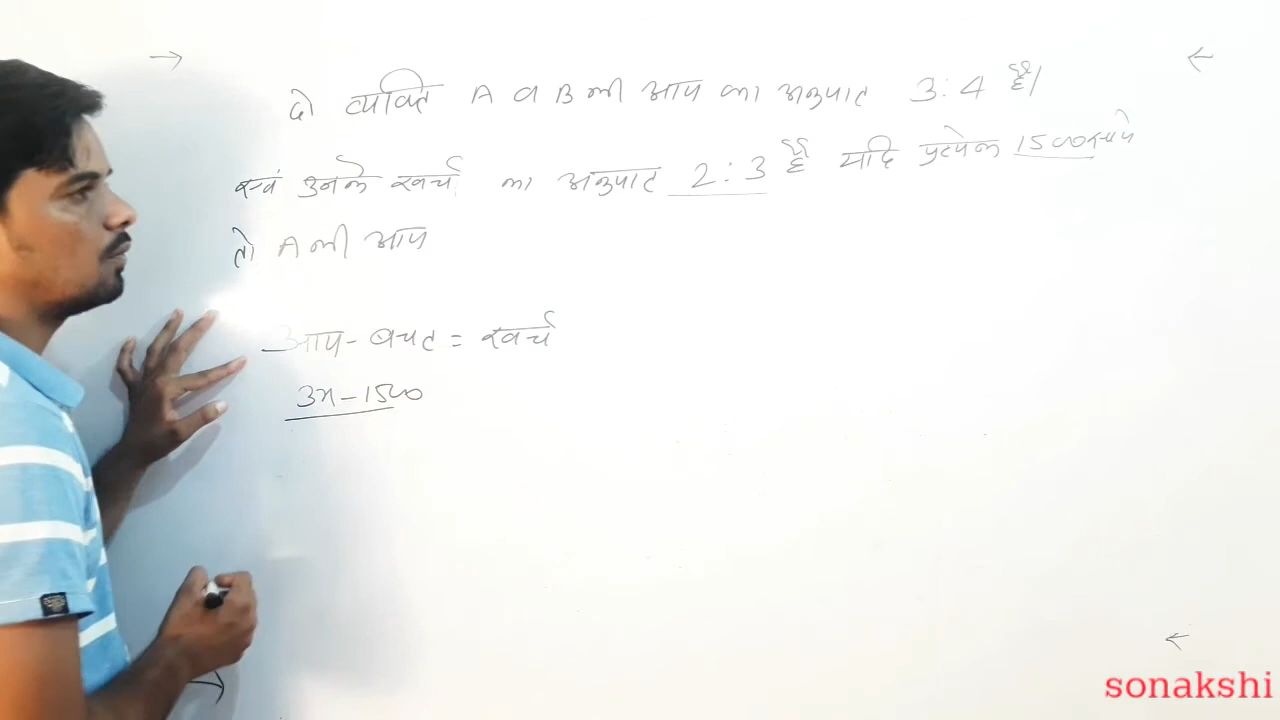 दो व्यक्ति A व B की आय का अनुपात 3:4 है।
एवं उनके खर्च का अनुपात 2:3 है यदि प्रत्येक 1500रुपये
तो A की आय
आय - बचत = खर्च
3x - 1500
sonakshi